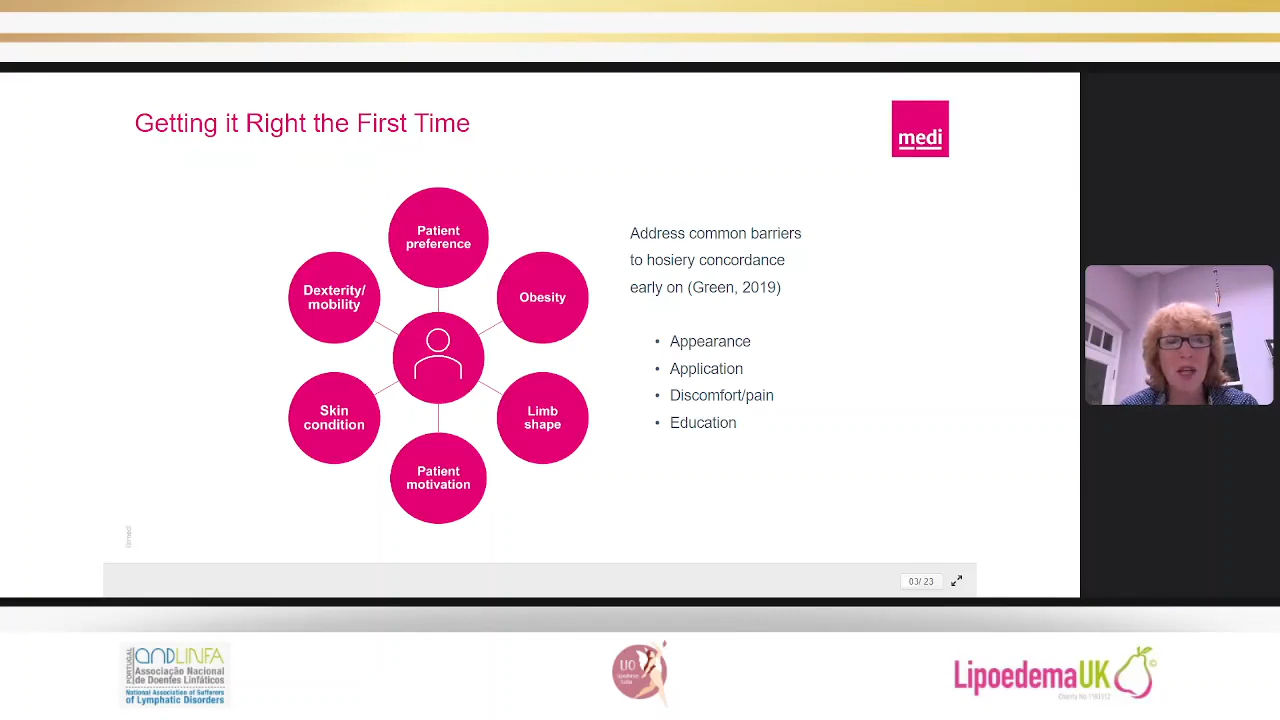 Getting it Right the First Time
medi
Patient
preference
Dexterity/
mobility
Obesity
Skin
condition
Limb
shape
Patient
motivation
Address common barriers
to hosiery concordance
early on (Green, 2019)
• Appearance
• Application
• Discomfort/pain
• Education
03/ 23
PORTUGAL
andLINFA
Associação Nacional
de Doentes Linfáticos
National Association of Sufferers
of Lymphatic Disorders
LipoedemaUK